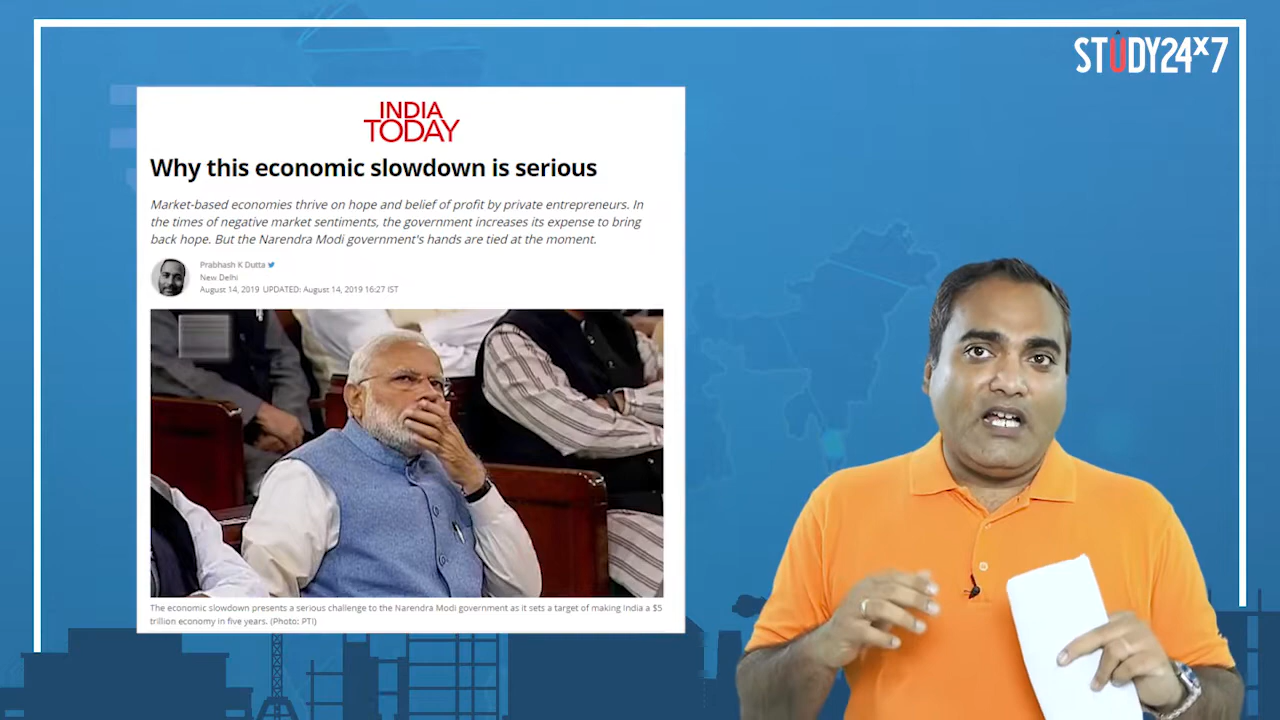 STUDY24x7
INDIA
TODAY
Why this economic slowdown is serious
Market-based economies thrive on hope and belief of profit by private entrepreneurs. In
the times of negative market sentiments, the government increases its expense to bring
back hope. But the Narendra Modi government's hands are tied at the moment.
Prabhash K Dutta
New Delhi
August 14, 2019 UPDATED: August 14, 2019 16:27 IST
The economic slowdown presents a serious challenge to the Narendra Modi government as it sets a target of making India a $5
trillion economy in five years. (Photo: PTI)